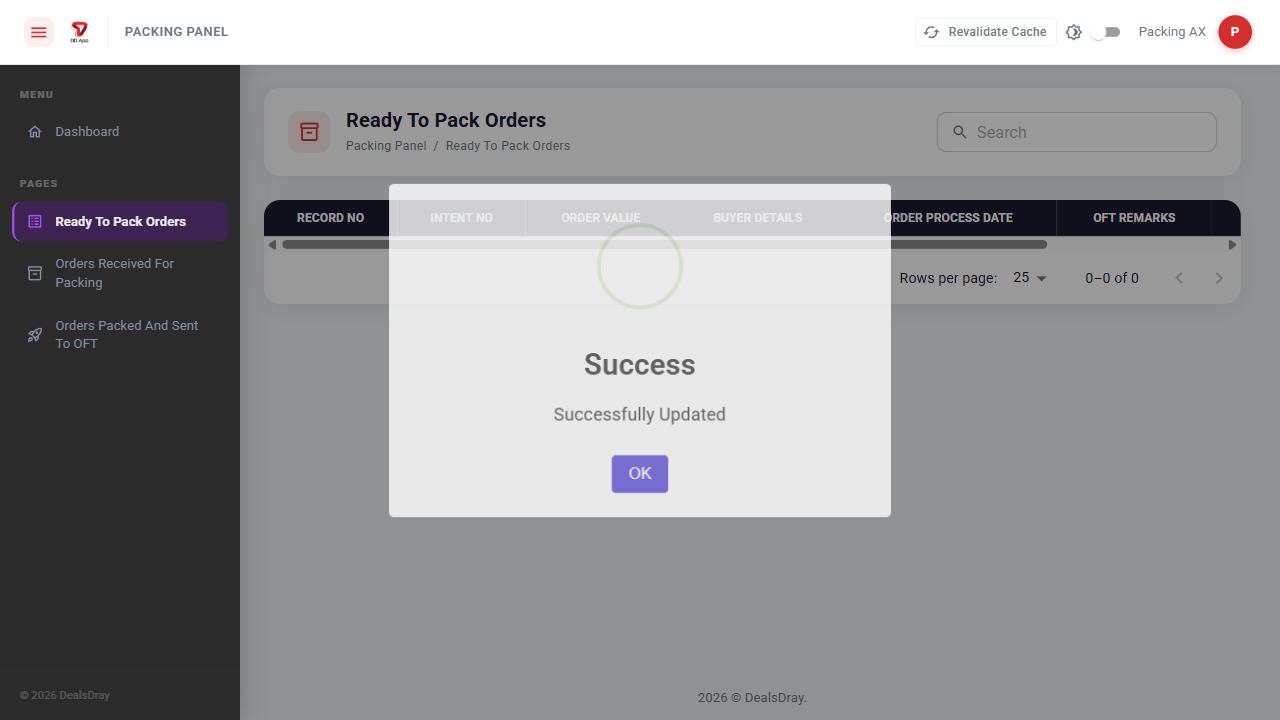 DD App
PACKING PANEL
Revalidate Cache
Packing AX
P
MENU
Dashboard
PAGES
Ready To Pack Orders
Orders Received For
Packing
Orders Packed And Sent
To OFT
© 2026 DealsDray
Ready To Pack Orders
Packing Panel / Ready To Pack Orders
Search
RECORD NO INTENT NO ORDER VALUE BUYER DETAILS ORDER PROCESS DATE OFT REMARKS
Rows per page: 25 0–0 of 0
Success
Successfully Updated
OK
2026 © DealsDray.